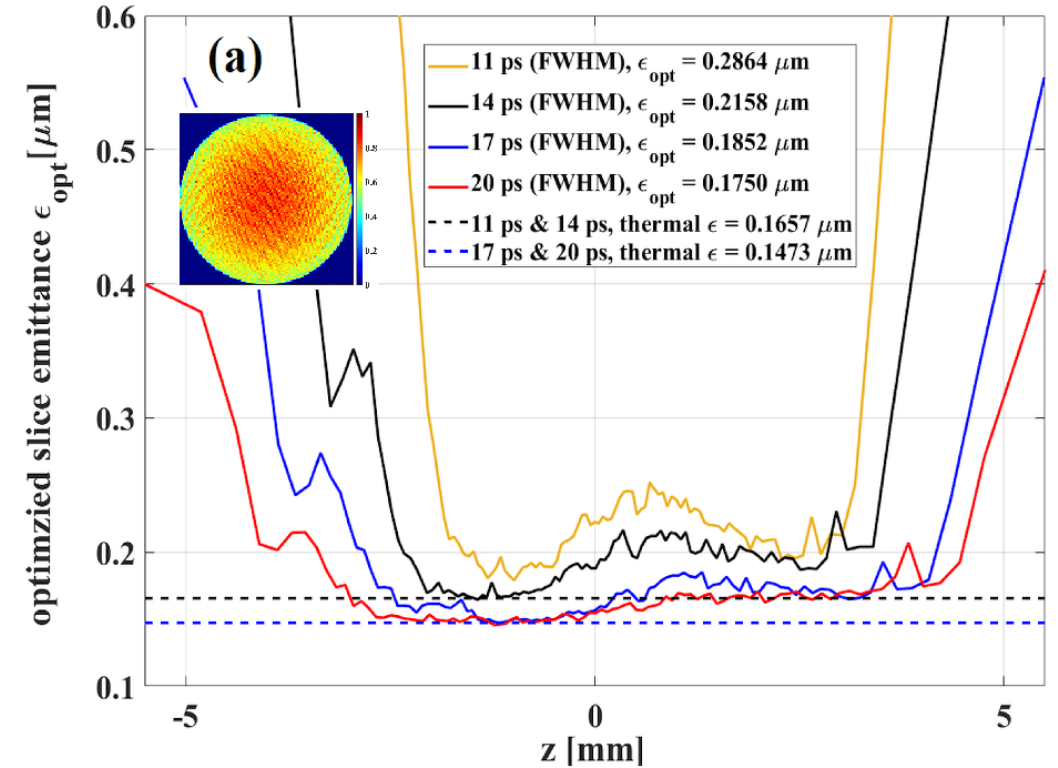 (a)
11 ps (FWHM), ϵopt = 0.2864 μm
14 ps (FWHM), ϵopt = 0.2158 μm
17 ps (FWHM), ϵopt = 0.1852 μm
20 ps (FWHM), ϵopt = 0.1750 μm
11 ps & 14 ps, thermal ϵ = 0.1657 μm
17 ps & 20 ps, thermal ϵ = 0.1473 μm
1
0.8
0.6
0.4
0.2
0
optimzied slice emittance ϵopt[μm]
0.6
0.5
0.4
0.3
0.2
0.1
-5 0 5
z [mm]